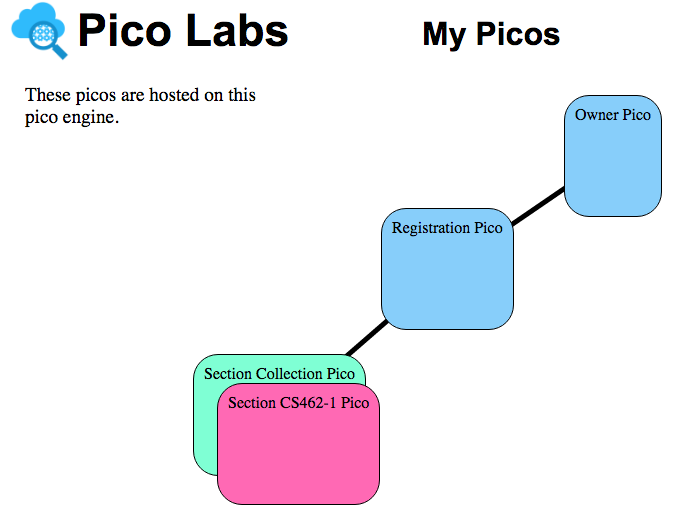 Pico Labs
My Picos
These picos are hosted on this
pico engine.
Owner Pico
Registration Pico
Section Collection Pico
Section CS462-1 Pico